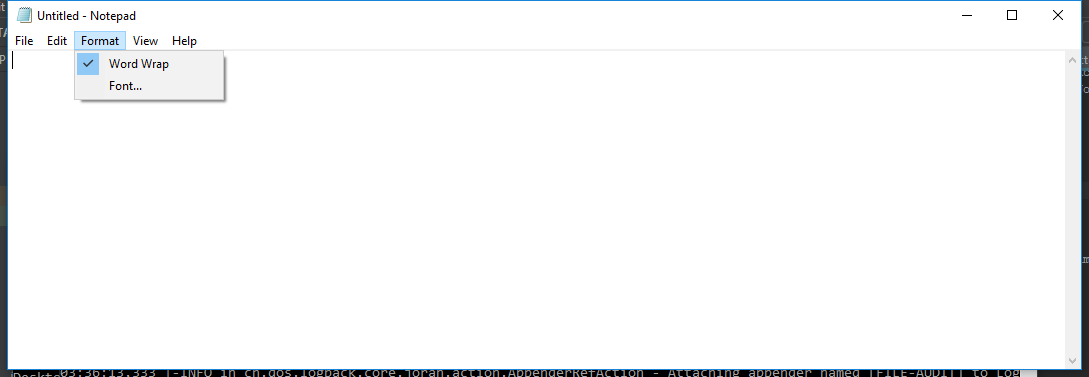 Untitled - Notepad
File Edit Format View Help
Word Wrap
Font...
03:36:13,333 |-INFO in ch.qos.logback.core.joran.action.AppenderRefAction - Attaching appender named [FILE-AUDIT] to Log